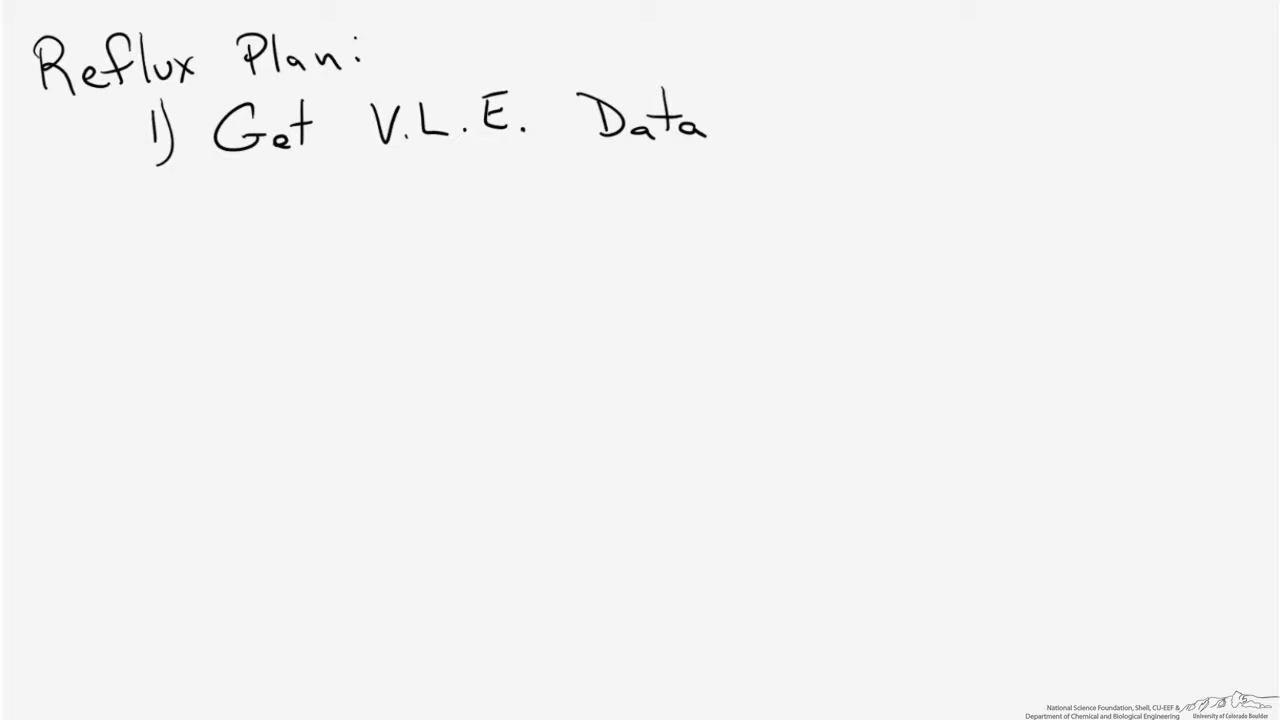 Reflux Plan:
1) Get V.L.E. Data
National Science Foundation, Shell, CU-EEF &
Department of Chemical and Biological Engineering
University of Colorado Boulder